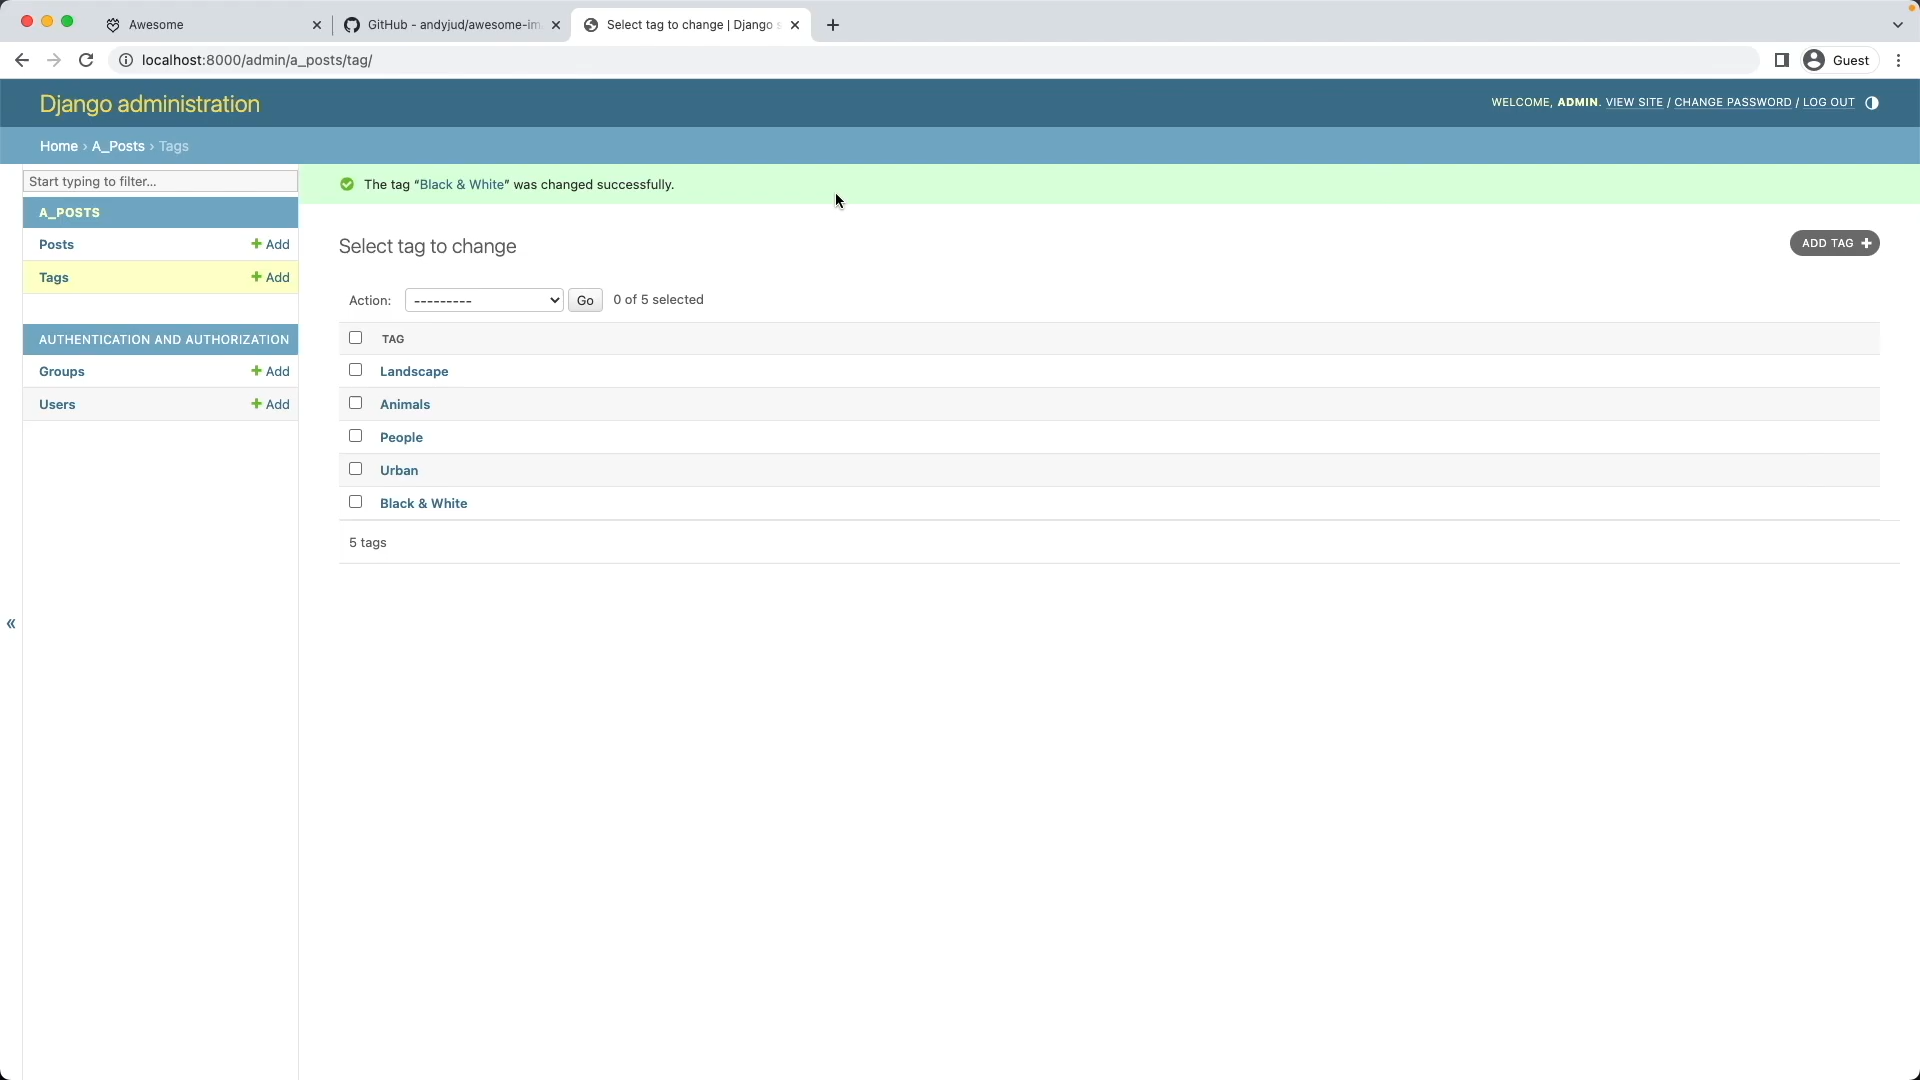 Awesome
GitHub - andyjud/awesome-im
Select tag to change | Django s
localhost:8000/admin/a_posts/tag/
Guest
Django administration
WELCOME, ADMIN. VIEW SITE / CHANGE PASSWORD / LOG OUT
Home › A_Posts › Tags
Start typing to filter...
The tag “Black & White” was changed successfully.
A_POSTS
Posts + Add
Tags + Add
AUTHENTICATION AND AUTHORIZATION
Groups + Add
Users + Add
«
Select tag to change
ADD TAG +
Action: --------- Go 0 of 5 selected
TAG
Landscape
Animals
People
Urban
Black & White
5 tags